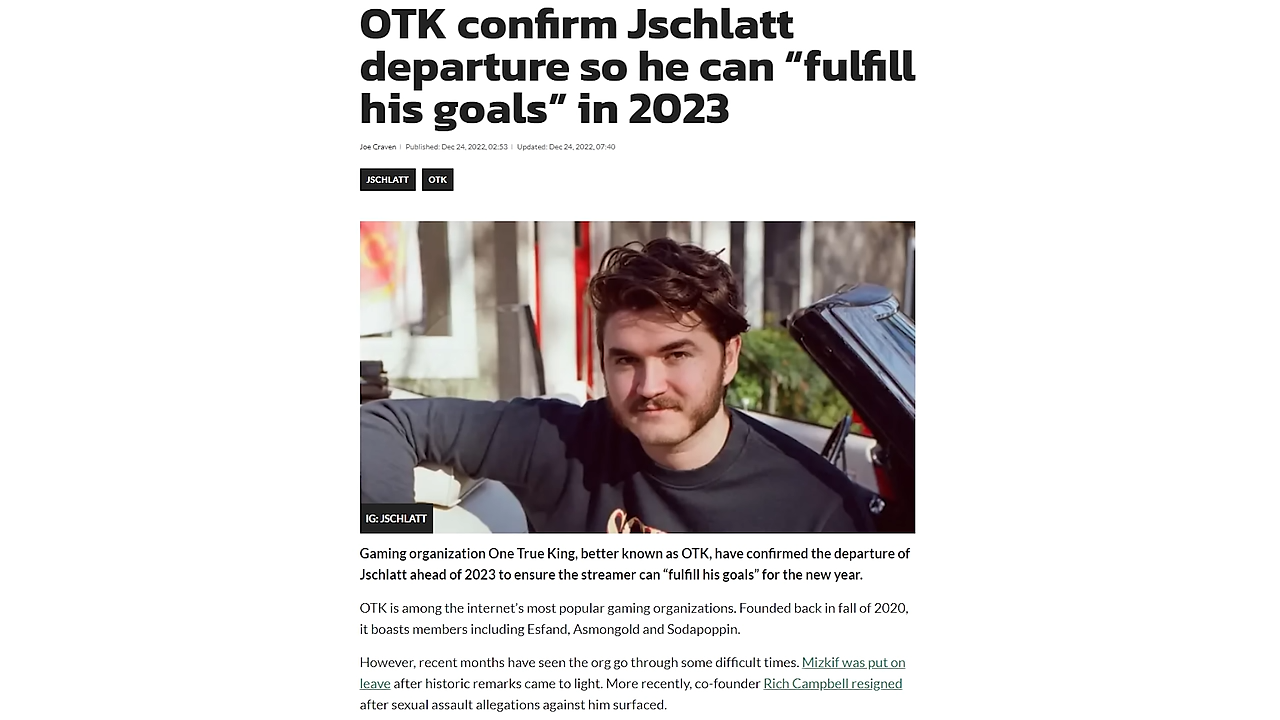 OTK confirm Jschlatt
departure so he can “fulfill
his goals” in 2023
Joe Craven | Published: Dec 24, 2022, 02:53 | Updated: Dec 24, 2022, 07:40
JSCHLATT OTK
IG: JSCHLATT
Gaming organization One True King, better known as OTK, have confirmed the departure of
Jschlatt ahead of 2023 to ensure the streamer can “fulfill his goals” for the new year.
OTK is among the internet’s most popular gaming organizations. Founded back in fall of 2020,
it boasts members including Esfand, Asmongold and Sodapoppin.
However, recent months have seen the org go through some difficult times. Mizkif was put on
leave after historic remarks came to light. More recently, co-founder Rich Campbell resigned
after sexual assault allegations against him surfaced.